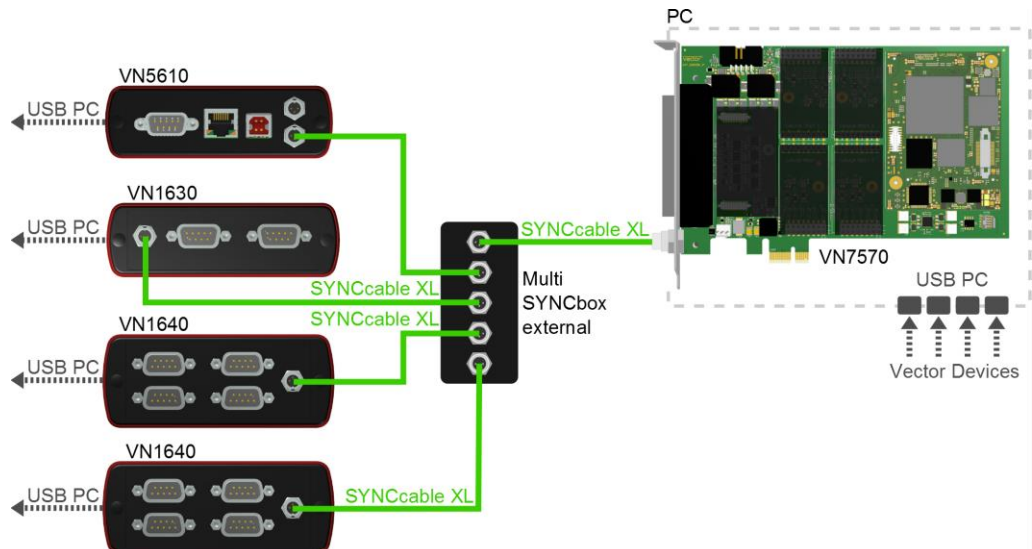 PC
VN5610
USB PC
VN1630
USB PC
SYNCcable XL
VN7570
SYNCcable XL
Multi
SYNCbox
external
USB PC
SYNCcable XL
VN1640
USB PC
Vector Devices
VN1640
USB PC
SYNCcable XL